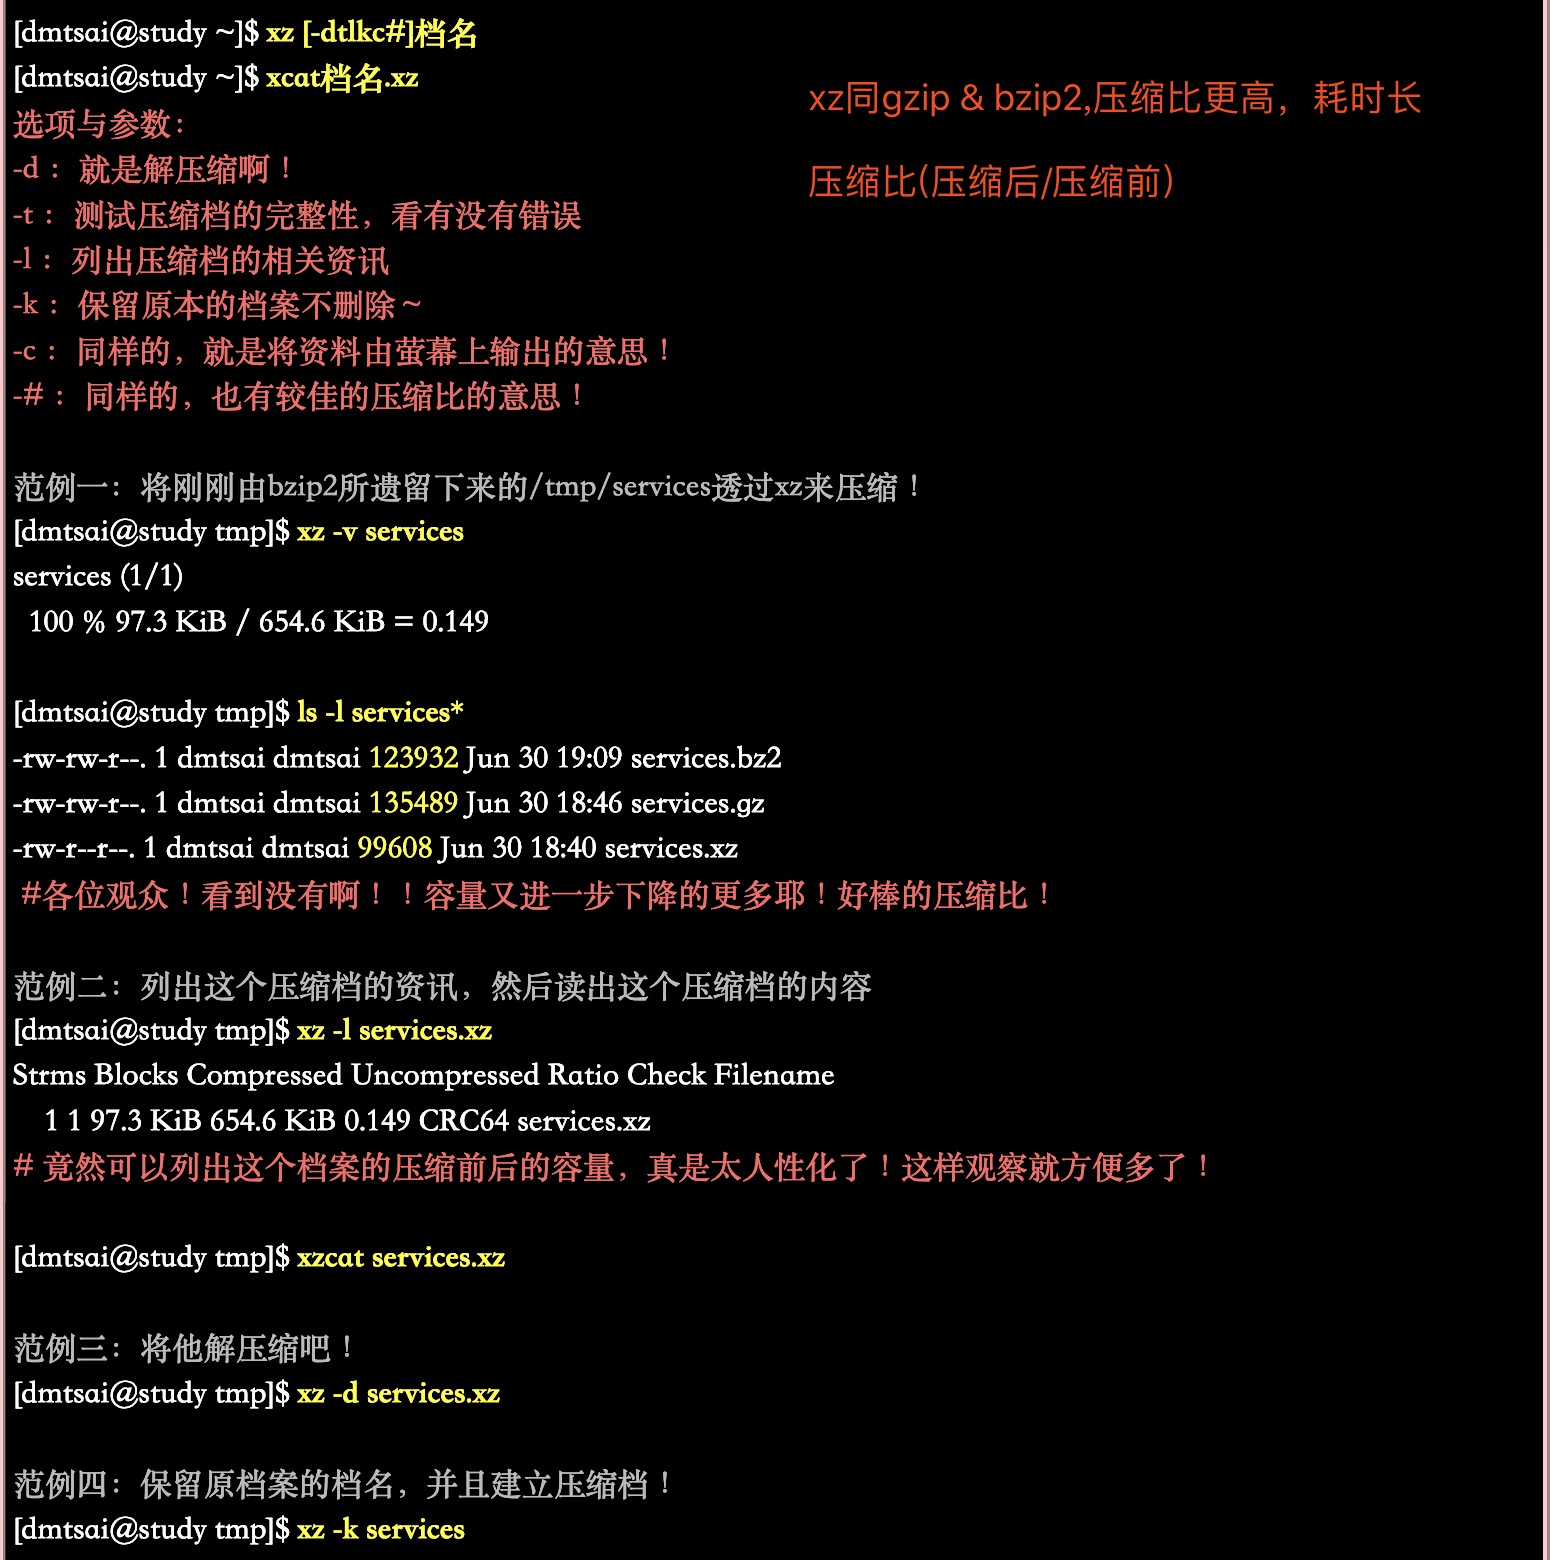 [dmtsai@study ~]$ xz [-dtlkc#]档名
[dmtsai@study ~]$ xcat档名.xz
xz同gzip & bzip2,压缩比更高，耗时长
选项与参数：
-d ：就是解压缩啊！
压缩比(压缩后/压缩前)
-t ：测试压缩档的完整性，看有没有错误
-l ：列出压缩档的相关资讯
-k ：保留原本的档案不删除～
-c ：同样的，就是将资料由萤幕上输出的意思！
-# ：同样的，也有较佳的压缩比的意思！
范例一：将刚刚由bzip2所遗留下来的/tmp/services透过xz来压缩！
[dmtsai@study tmp]$ xz -v services
services (1/1)
100 % 97.3 KiB / 654.6 KiB = 0.149
[dmtsai@study tmp]$ ls -l services*
-rw-rw-r--. 1 dmtsai dmtsai 123932 Jun 30 19:09 services.bz2
-rw-rw-r--. 1 dmtsai dmtsai 135489 Jun 30 18:46 services.gz
-rw-r--r--. 1 dmtsai dmtsai 99608 Jun 30 18:40 services.xz
#各位观众！看到没有啊！！容量又进一步下降的更多耶！好棒的压缩比！
范例二：列出这个压缩档的资讯，然后读出这个压缩档的内容
[dmtsai@study tmp]$ xz -l services.xz
Strms Blocks Compressed Uncompressed Ratio Check Filename
1 1 97.3 KiB 654.6 KiB 0.149 CRC64 services.xz
# 竟然可以列出这个档案的压缩前后的容量，真是太人性化了！这样观察就方便多了！
[dmtsai@study tmp]$ xzcat services.xz
范例三：将他解压缩吧！
[dmtsai@study tmp]$ xz -d services.xz
范例四：保留原档案的档名，并且建立压缩档！
[dmtsai@study tmp]$ xz -k services